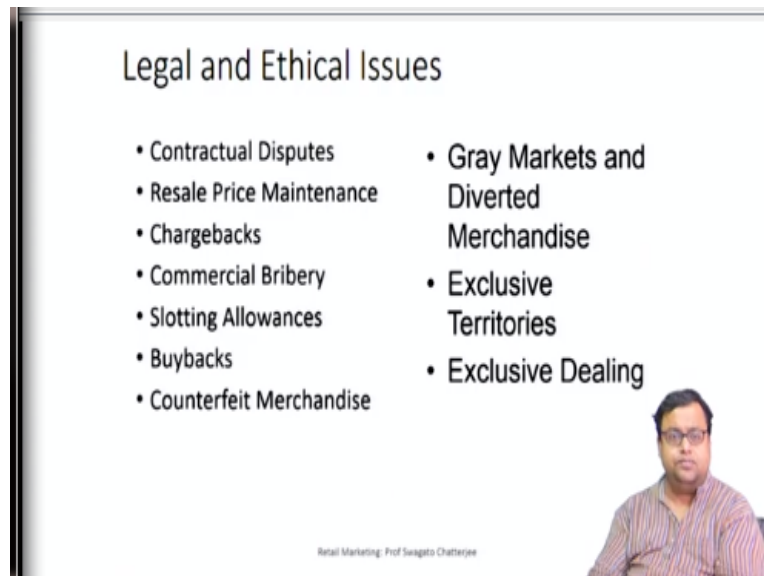 Legal and Ethical Issues
• Contractual Disputes
• Resale Price Maintenance
• Chargebacks
• Commercial Bribery
• Slotting Allowances
• Buybacks
• Counterfeit Merchandise
• Gray Markets and
Diverted
Merchandise
• Exclusive
Territories
• Exclusive Dealing
Retail Marketing: Prof Swagato Chatterjee